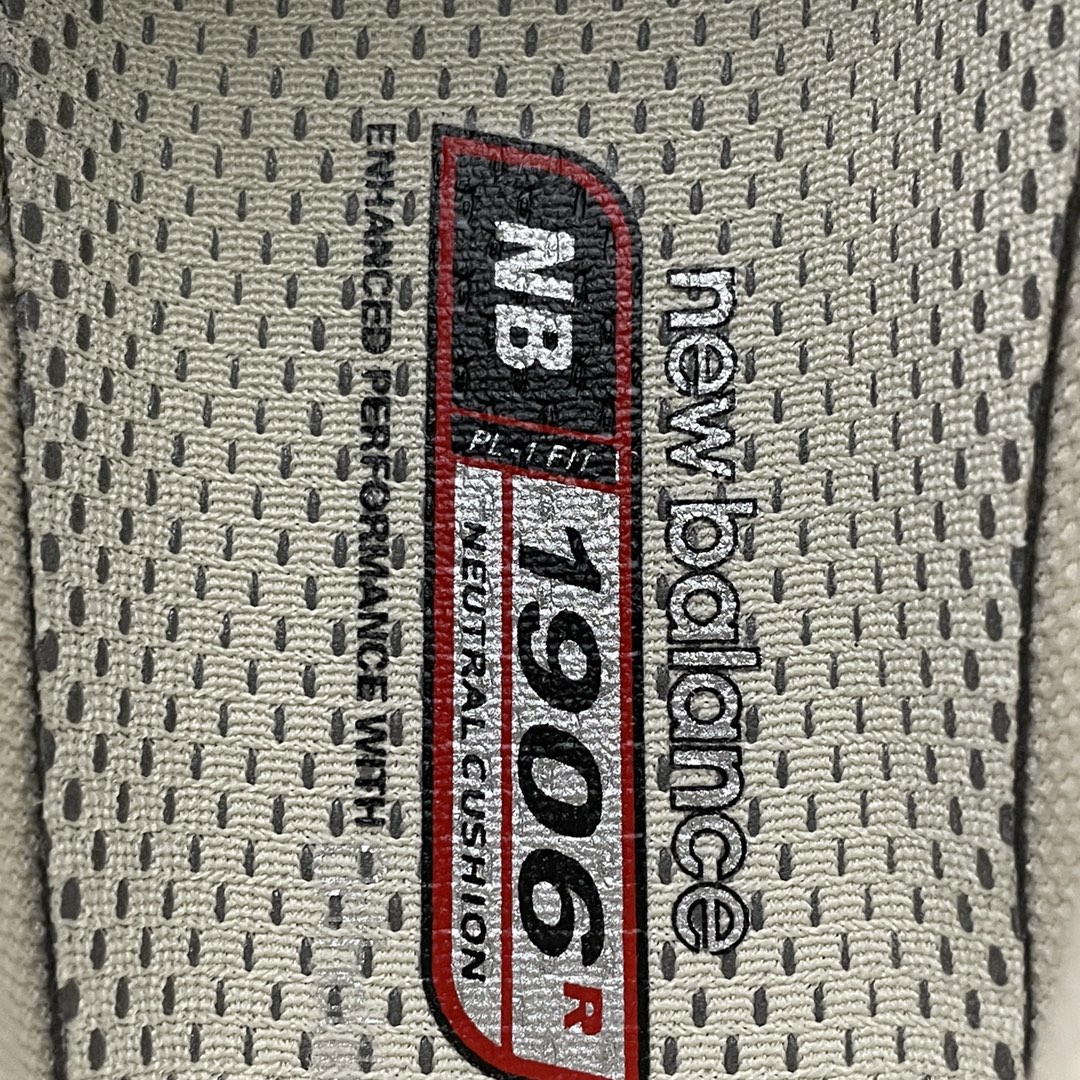 new balance
NB
PL-1 FIT
1906R
NEUTRAL CUSHION
ENHANCED PERFORMANCE WITH